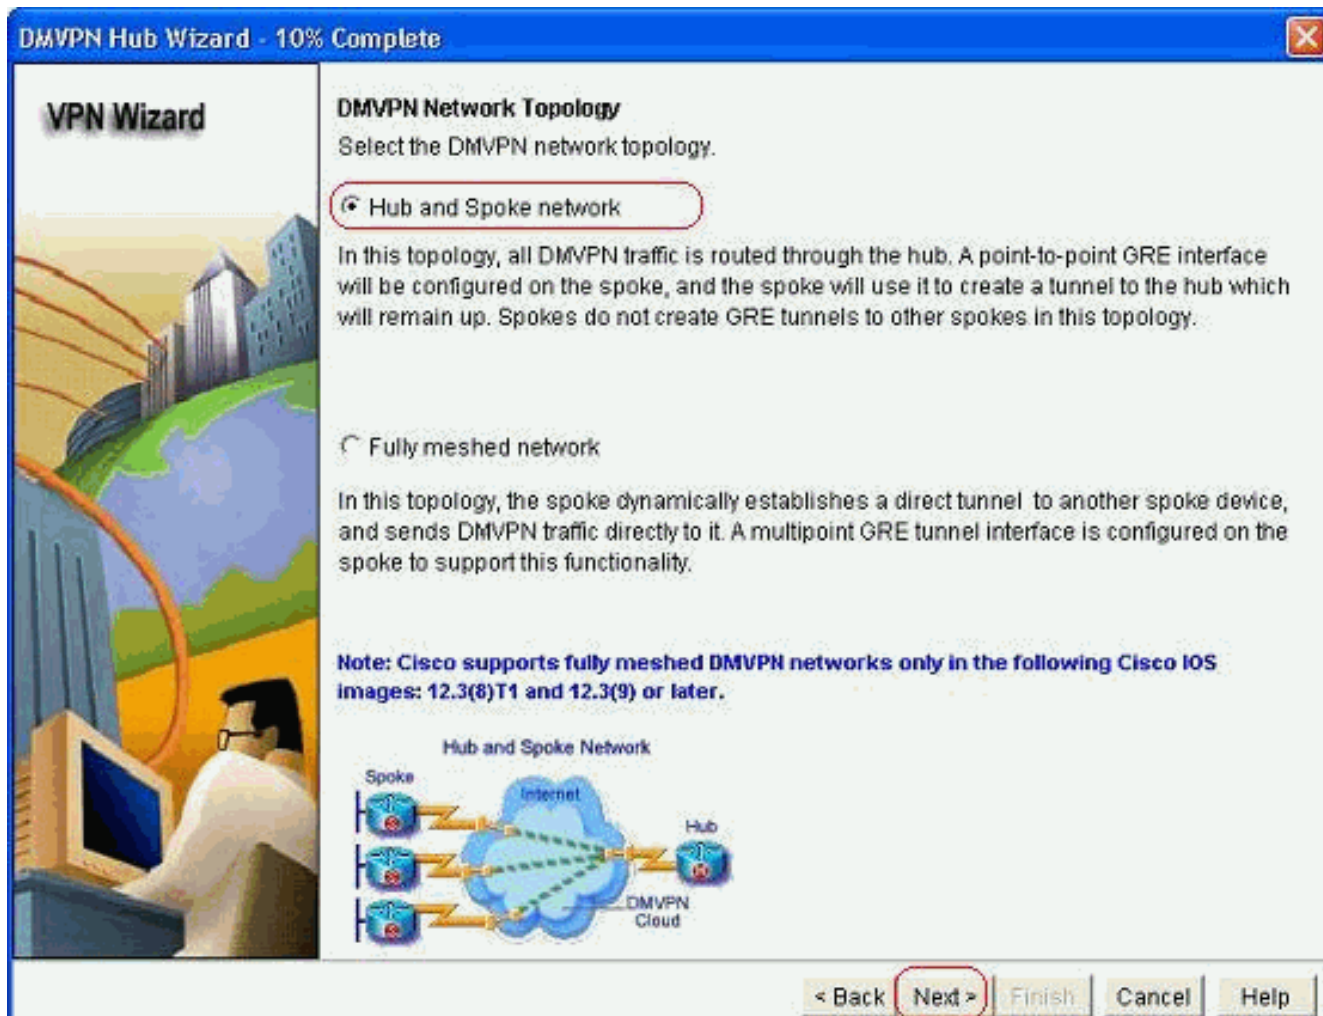 DMVPN Hub Wizard - 10% Complete
VPN Wizard
DMVPN Network Topology
Select the DMVPN network topology.
Hub and Spoke network
In this topology, all DMVPN traffic is routed through the hub. A point-to-point GRE interface
will be configured on the spoke, and the spoke will use it to create a tunnel to the hub which
will remain up. Spokes do not create GRE tunnels to other spokes in this topology.
Fully meshed network
In this topology, the spoke dynamically establishes a direct tunnel to another spoke device,
and sends DMVPN traffic directly to it. A multipoint GRE tunnel interface is configured on the
spoke to support this functionality.
Note: Cisco supports fully meshed DMVPN networks only in the following Cisco IOS
images: 12.3(8)T1 and 12.3(9) or later.
Hub and Spoke Network
Spoke
Internet
Hub
DMVPN
Cloud
< Back Next > Finish Cancel Help